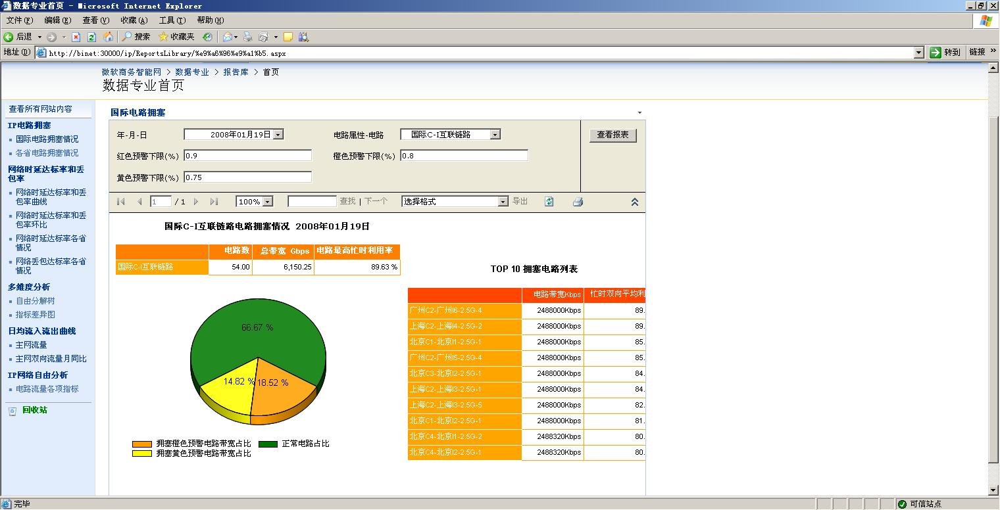 数据专业首页 - Microsoft Internet Explorer
文件(F) 编辑(E) 查看(V) 收藏(A) 工具(T) 帮助(H)
后退 搜索 收藏夹
地址(D) http://binet:30000/ip/ReportsLibrary/%e9%a6%96%e9%a1%b5.aspx 转到 链接 »
微软商务智能网 > 数据专业 > 报告库 > 首页
数据专业首页
查看所有网站内容
IP电路拥塞
国际电路拥塞情况
各省电路拥塞情况
网络时延达标率和丢
包率
网络时延达标率和丢
包率曲线
网络时延达标率和丢
包率环比
网络时延达标率各省
情况
网络丢包达标率各省
情况
多维度分析
自由分解树
指标差异图
日均流入流出曲线
主网流量
主网双向流量月同比
IP网络自由分析
电路流量各项指标
回收站
国际电路拥塞
年-月-日 2008年01月19日 电路属性-电路 国际C-I互联链路 查看报表
红色预警下限(%) 0.9 橙色预警下限(%) 0.8
黄色预警下限(%) 0.75
1 / 1 100% 查找 | 下一个 选择格式 导出
国际C-I互联链路电路拥塞情况 2008年01月19日
电路数 总带宽 Gbps 电路最高忙时利用率
国际C-I互联链路 54.00 6,150.25 89.63 %
66.67 %
14.82 % 18.52 %
拥塞橙色预警电路带宽占比 正常电路占比
拥塞黄色预警电路带宽占比
TOP 10 拥塞电路列表
电路带宽Kbps 忙时双向平均利
广州C2-广州I6-2.5G-4 2488000Kbps 89.
上海C2-上海I4-2.5G-2 2488000Kbps 89.
北京C1-北京I1-2.5G-1 2488000Kbps 85.
广州C2-广州I5-2.5G-4 2488000Kbps 85.
北京C3-北京I2-2.5G-1 2488000Kbps 84.
上海C2-上海I3-2.5G-1 2488000Kbps 84.
上海C2-上海I3-2.5G-5 2488000Kbps 82.
北京C1-北京I2-2.5G-1 2488000Kbps 81.
北京C4-北京I1-2.5G-2 2488320Kbps 80.
北京C4-北京I2-2.5G-1 2488320Kbps 80.
完毕 可信站点